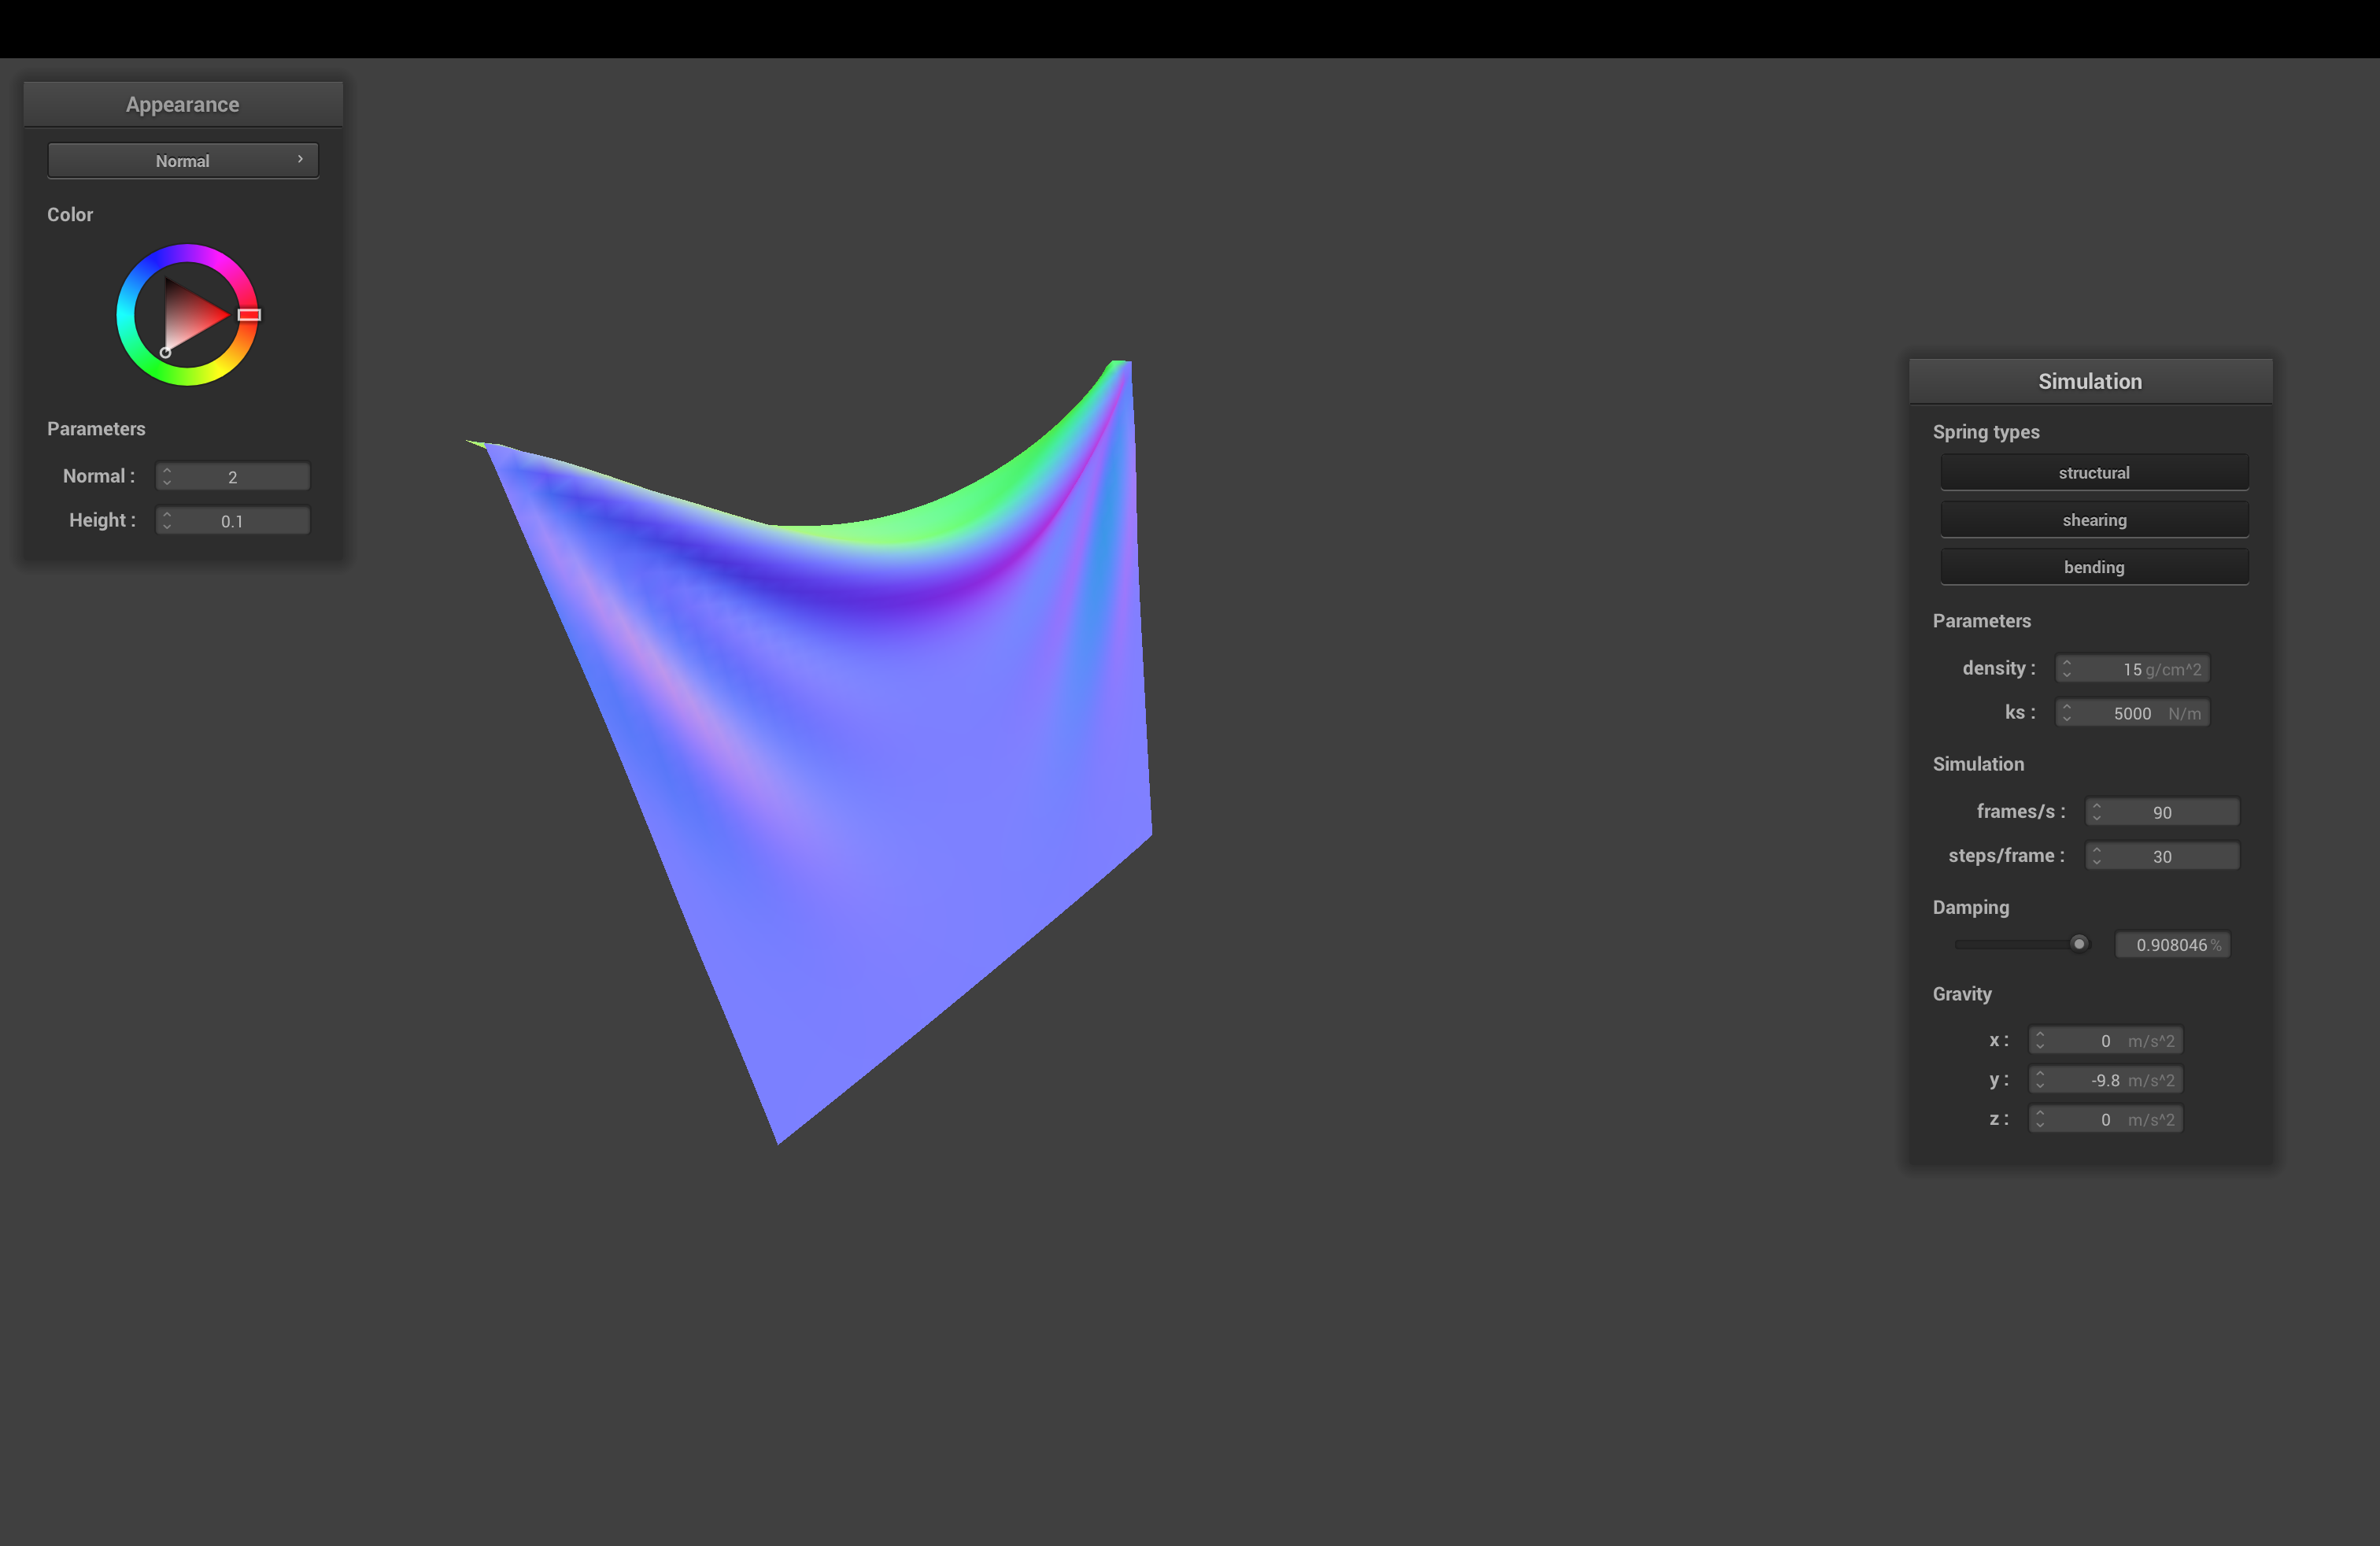 Appearance
Normal
Color
Parameters
Normal : 2
Height : 0.1
Simulation
Spring types
structural
shearing
bending
Parameters
density : 15 g/cm^2
ks : 5000 N/m
Simulation
frames/s : 90
steps/frame : 30
Damping
0.908046 %
Gravity
x : 0 m/s^2
y : -9.8 m/s^2
z : 0 m/s^2